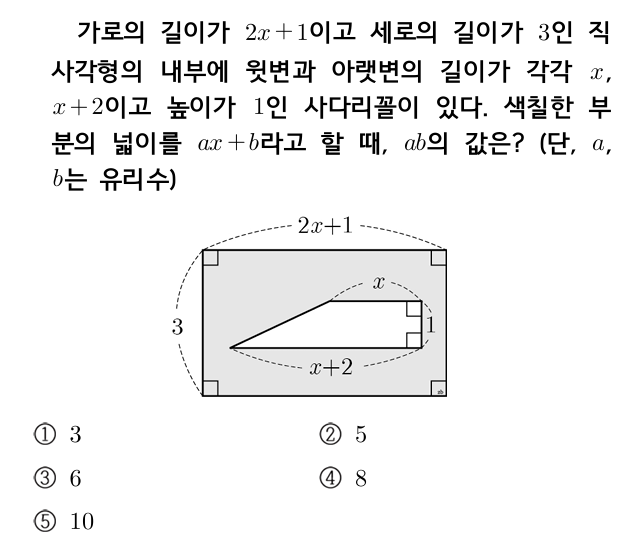 가로의 길이가 2x+1이고 세로의 길이가 3인 직
사각형의 내부에 윗변과 아랫변의 길이가 각각 x,
x+2이고 높이가 1인 사다리꼴이 있다. 색칠한 부
분의 넓이를 ax+b라고 할 때, ab의 값은? (단, a,
b는 유리수)
2x+1
x
3
1
x+2
① 3
② 5
③ 6
④ 8
⑤ 10